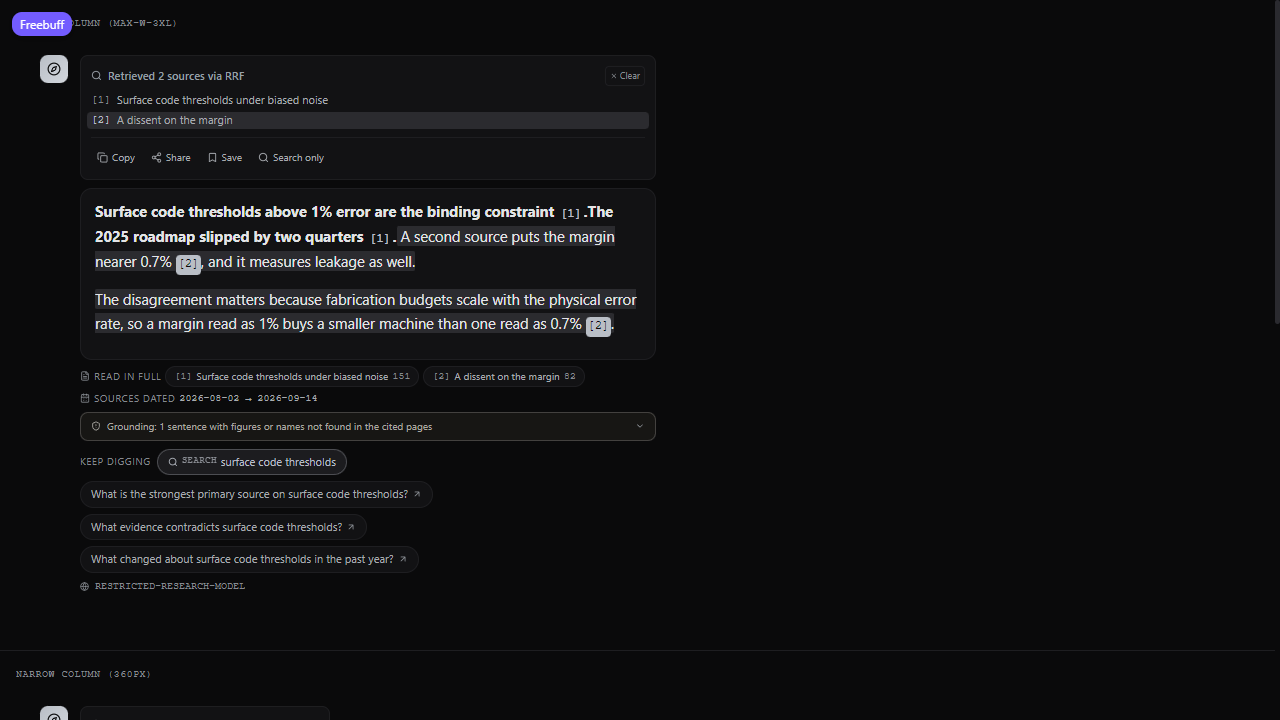 Freebuff
OLUMN (MAX-W-3XL)
Retrieved 2 sources via RRF
× Clear
[1] Surface code thresholds under biased noise
[2] A dissent on the margin
Copy Share Save Search only
Surface code thresholds above 1% error are the binding constraint [1].The
2025 roadmap slipped by two quarters [1]. A second source puts the margin
nearer 0.7% [2], and it measures leakage as well.
The disagreement matters because fabrication budgets scale with the physical error
rate, so a margin read as 1% buys a smaller machine than one read as 0.7% [2].
READ IN FULL [1] Surface code thresholds under biased noise 151 [2] A dissent on the margin 82
SOURCES DATED 2026-08-02 → 2026-09-14
Grounding: 1 sentence with figures or names not found in the cited pages
KEEP DIGGING SEARCH surface code thresholds
What is the strongest primary source on surface code thresholds?
What evidence contradicts surface code thresholds?
What changed about surface code thresholds in the past year?
RESTRICTED-RESEARCH-MODEL
NARROW COLUMN (360PX)